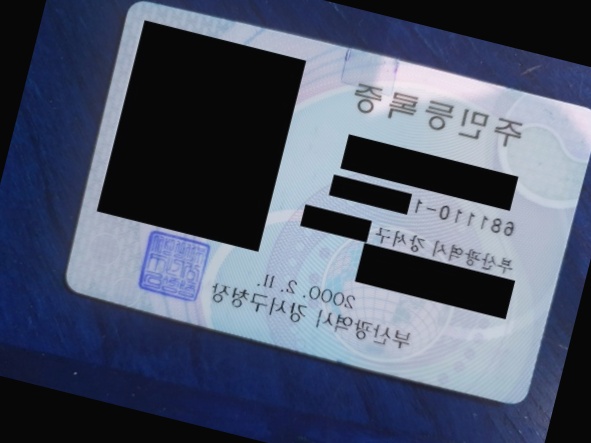 주민등록증
681110-1
부산광역시 강서구
2000. 2. 11.
부산광역시 강서구청장